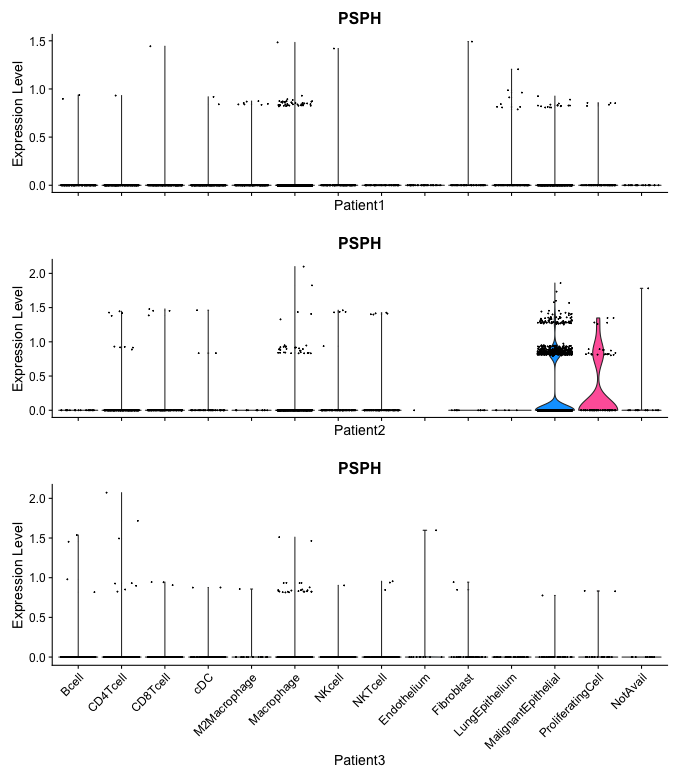 PSPH
Expression Level
1.5
1.0
0.5
0.0
Patient1
PSPH
Expression Level
2.0
1.5
1.0
0.5
0.0
Patient2
PSPH
Expression Level
2.0
1.5
1.0
0.5
0.0
Bcell
CD4Tcell
CD8Tcell
cDC
M2Macrophage
Macrophage
NKcell
NKTcell
Endothelium
Fibroblast
LungEpithelium
MalignantEpithelial
ProliferatingCell
NotAvail
Patient3